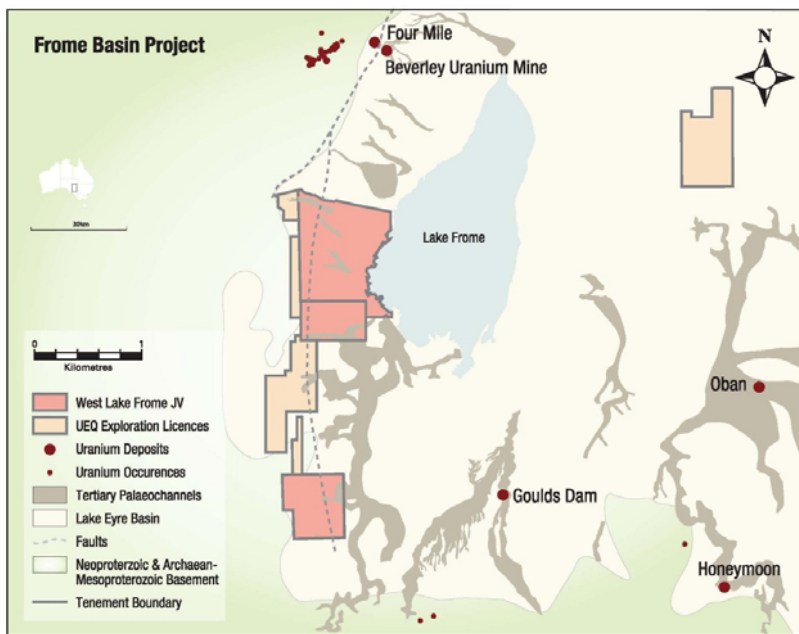 Frome Basin Project
Four Mile
Beverley Uranium Mine
N
20km
Lake Frome
0 1
Kilometres
West Lake Frome JV
UEQ Exploration Licences
Uranium Deposits
Uranium Occurences
Tertiary Palaeochannels
Lake Eyre Basin
Faults
Neoproterzoic & Archaean-
Mesoproterozoic Basement
Tenement Boundary
Oban
Goulds Dam
Honeymoon